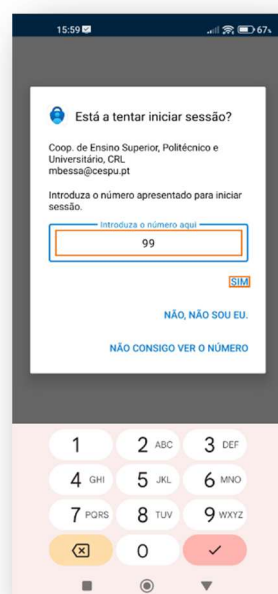 15:59 67%
Está a tentar iniciar sessão?
Coop. de Ensino Superior, Politécnico e
Universitário, CRL
mbessa@cespu.pt
Introduza o número apresentado para iniciar
sessão.
Introduza o número aqui
99
SIM
NÃO, NÃO SOU EU.
NÃO CONSIGO VER O NÚMERO
1 2 ABC 3 DEF
4 GHI 5 JKL 6 MNO
7 PQRS 8 TUV 9 WXYZ
0